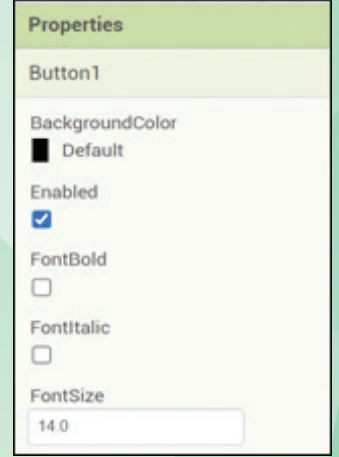 Properties
Button1
BackgroundColor
Default
Enabled
FontBold
FontItalic
FontSize
14.0